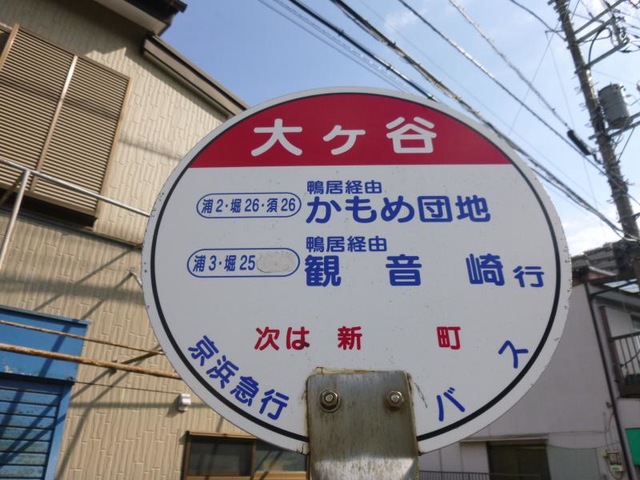 大ヶ谷
鴨居経由
浦2・堀26・須26 かもめ団地
鴨居経由
浦3・堀25 観音崎行
次は 新町
京浜急行バス